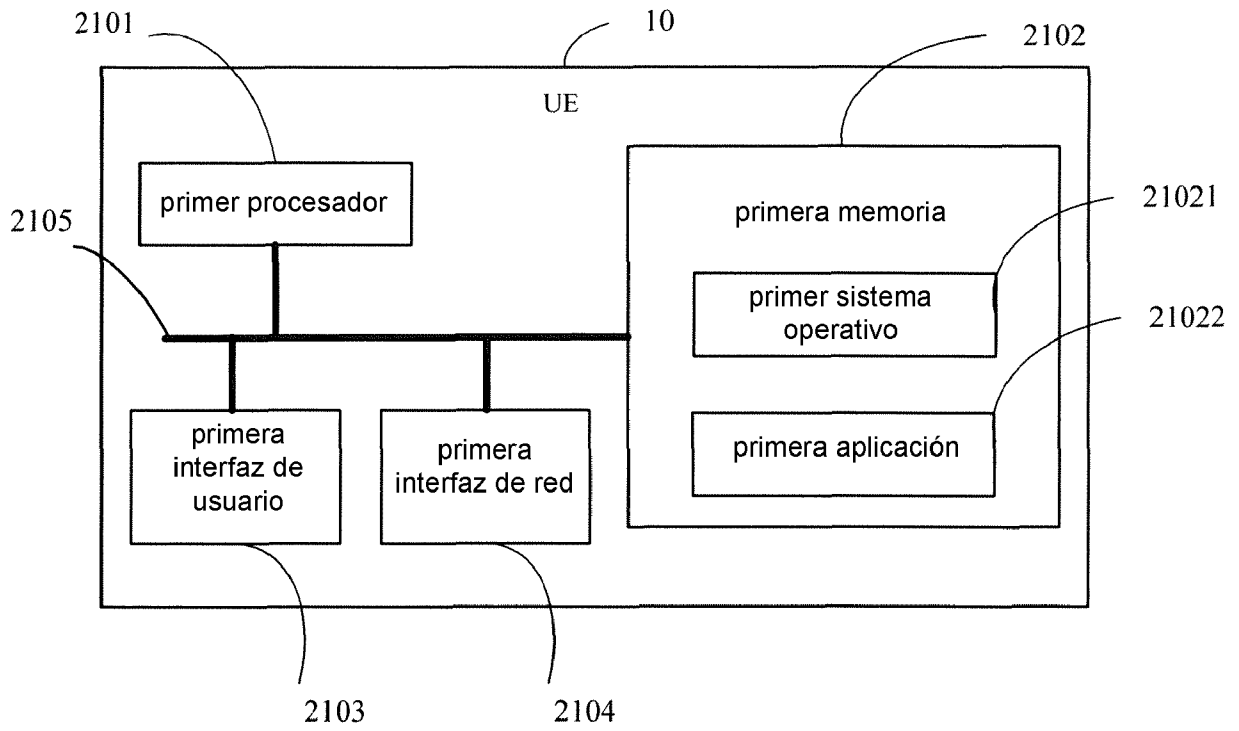 2101
10
2102
UE
primer procesador
2105
primera memoria
21021
primer sistema
operativo
21022
primera
interfaz de
usuario
primera
interfaz de red
primera aplicación
2103
2104